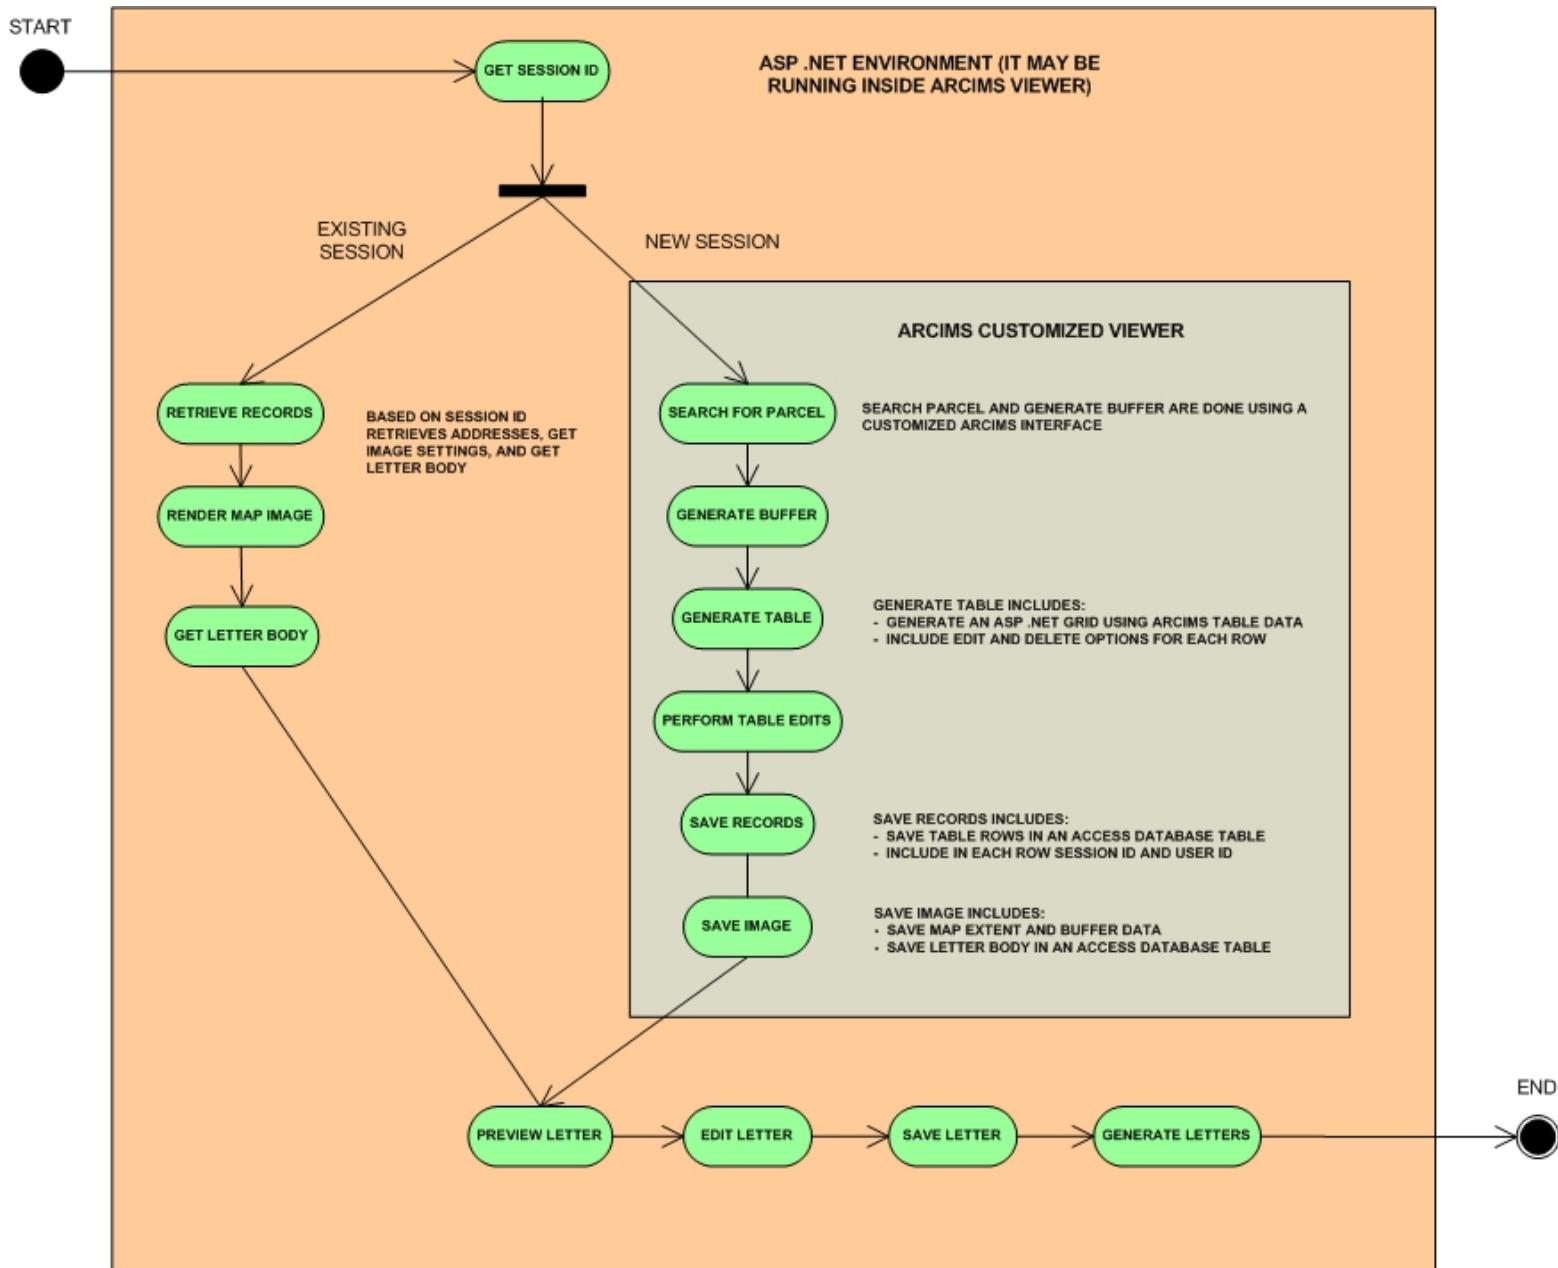 START
GET SESSION ID
ASP .NET ENVIRONMENT (IT MAY BE
RUNNING INSIDE ARCIMS VIEWER)
EXISTING
SESSION
NEW SESSION
ARCIMS CUSTOMIZED VIEWER
RETRIEVE RECORDS
BASED ON SESSION ID
RETRIEVES ADDRESSES, GET
IMAGE SETTINGS, AND GET
LETTER BODY
RENDER MAP IMAGE
GET LETTER BODY
SEARCH FOR PARCEL
SEARCH PARCEL AND GENERATE BUFFER ARE DONE USING A
CUSTOMIZED ARCIMS INTERFACE
GENERATE BUFFER
GENERATE TABLE
GENERATE TABLE INCLUDES:
- GENERATE AN ASP .NET GRID USING ARCIMS TABLE DATA
- INCLUDE EDIT AND DELETE OPTIONS FOR EACH ROW
PERFORM TABLE EDITS
SAVE RECORDS
SAVE RECORDS INCLUDES:
- SAVE TABLE ROWS IN AN ACCESS DATABASE TABLE
- INCLUDE IN EACH ROW SESSION ID AND USER ID
SAVE IMAGE
SAVE IMAGE INCLUDES:
- SAVE MAP EXTENT AND BUFFER DATA
- SAVE LETTER BODY IN AN ACCESS DATABASE TABLE
PREVIEW LETTER
EDIT LETTER
SAVE LETTER
GENERATE LETTERS
END